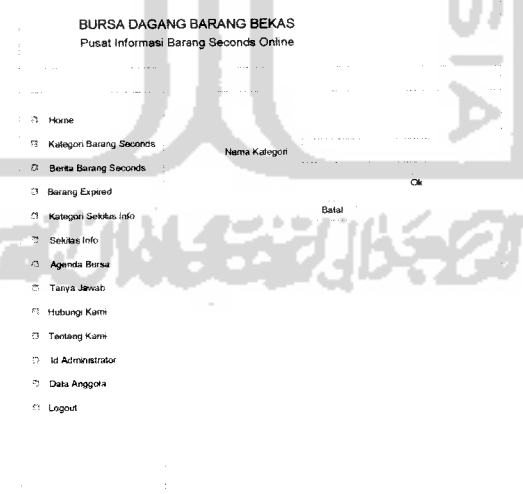 BURSA DAGANG BARANG BEKAS
Pusat Informasi Barang Seconds Online
Home
Kategori Barang Seconds
Nama Kategori
Berita Barang Seconds
Ok
Barang Expired
Kategori Sekilas Info
Batal
Sekilas Info
Agenda Bursa
Tanya Jawab
Hubungi Kami
Tentang Kami
Id Administrator
Data Anggota
Logout